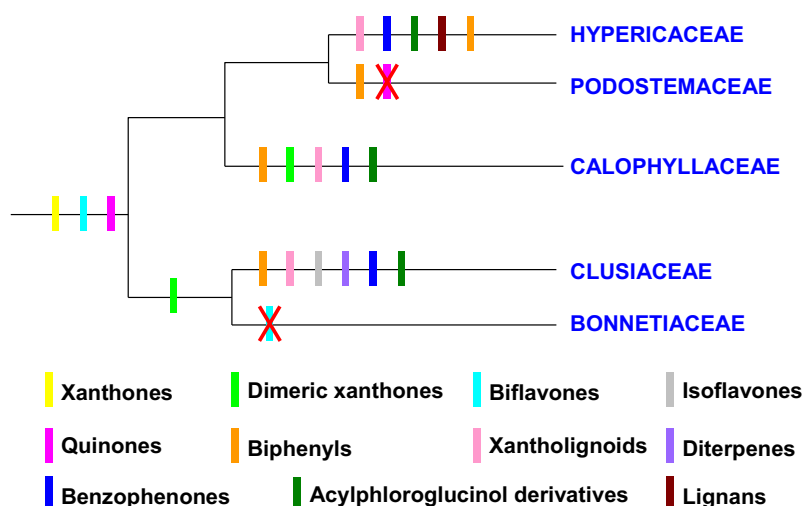 HYPERICACEAE
PODOSTEMACEAE
CALOPHYLLACEAE
CLUSIACEAE
BONNETIACEAE
Xanthones Dimeric xanthones Biflavones Isoflavones
Quinones Biphenyls Xantholignoids Diterpenes
Benzophenones Acylphloroglucinol derivatives Lignans